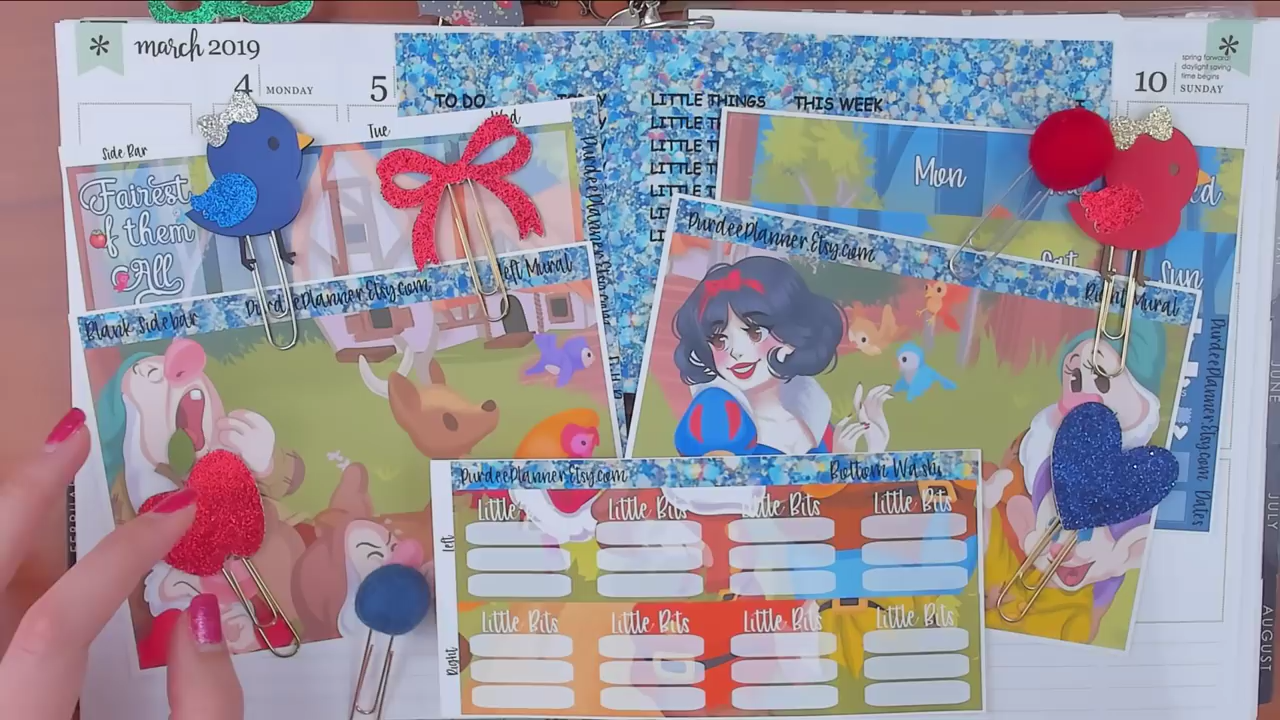 * march 2019
4 MONDAY
5
spring forward
daylight saving
time begins
10 SUNDAY
TO DO
LITTLE THINGS
THIS WEEK
LITTLE
LITTLE
LITTLE
LITTLE
LITTLE
Side Bar
Tue
Wed
Fairest
of them
All
Mon
Sat
Sun
PurdeePlanner.Etsy.com
Blank Sidebar
PurdeePlanner.Etsy.com
Left Mural
PurdeePlanner.Etsy.com
Right Mural
PurdeePlanner.Etsy.com Dates
PurdeePlanner.Etsy.com
Bottom Washi
Left
Little Bits
Little Bits
Little Bits
Right
Little Bits
Little Bits
Little Bits
Little Bits
JUNE
JULY
AUGUST